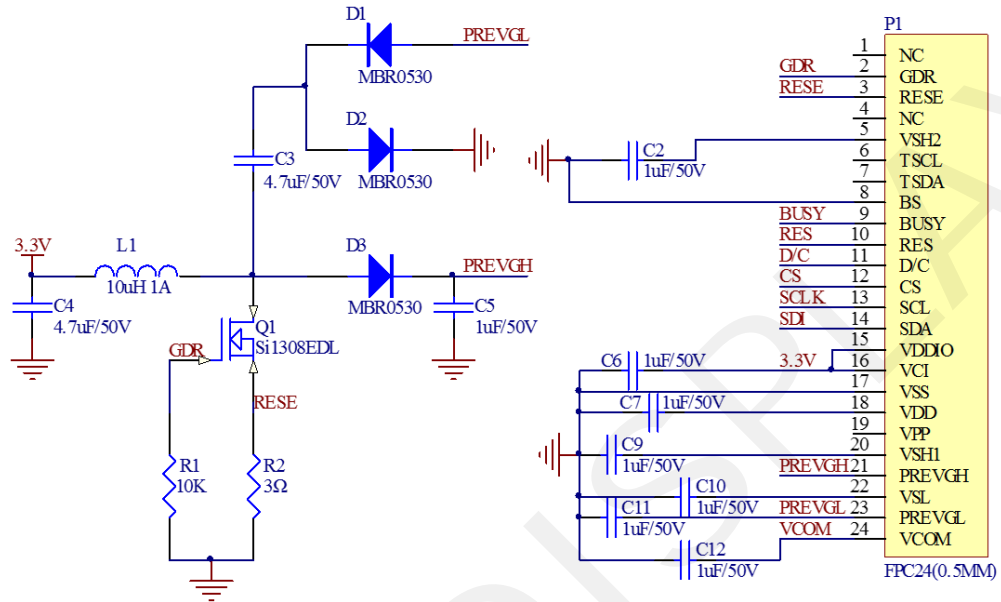 D1
PREVGL
MBR0530
D2
MBR0530
C3
4.7uF/50V
3.3V
L1
10uH 1A
C4
4.7uF/50V
D3
PREVGH
MBR0530
C5
1uF/50V
Q1
Si1308EDL
GDR
RESE
R1
10K
R2
3Ω
P1
1 NC
GDR 2 GDR
RESE 3 RESE
4 NC
5 VSH2
C2
1uF/50V
6 TSCL
7 TSDA
8 BS
BUSY 9 BUSY
RES 10 RES
D/C 11 D/C
CS 12 CS
SCLK 13 SCL
SDI 14 SDA
15 VDDIO
C6 1uF/50V 3.3V 16 VCI
17 VSS
C7 1uF/50V 18 VDD
19 VPP
C9 20 VSH1
1uF/50V
PREVGH 21 PREVGH
C10 22 VSL
1uF/50V
C11 PREVGL 23 PREVGL
1uF/50V
VCOM 24 VCOM
C12
1uF/50V
FPC24(0.5MM)
DISPLAY